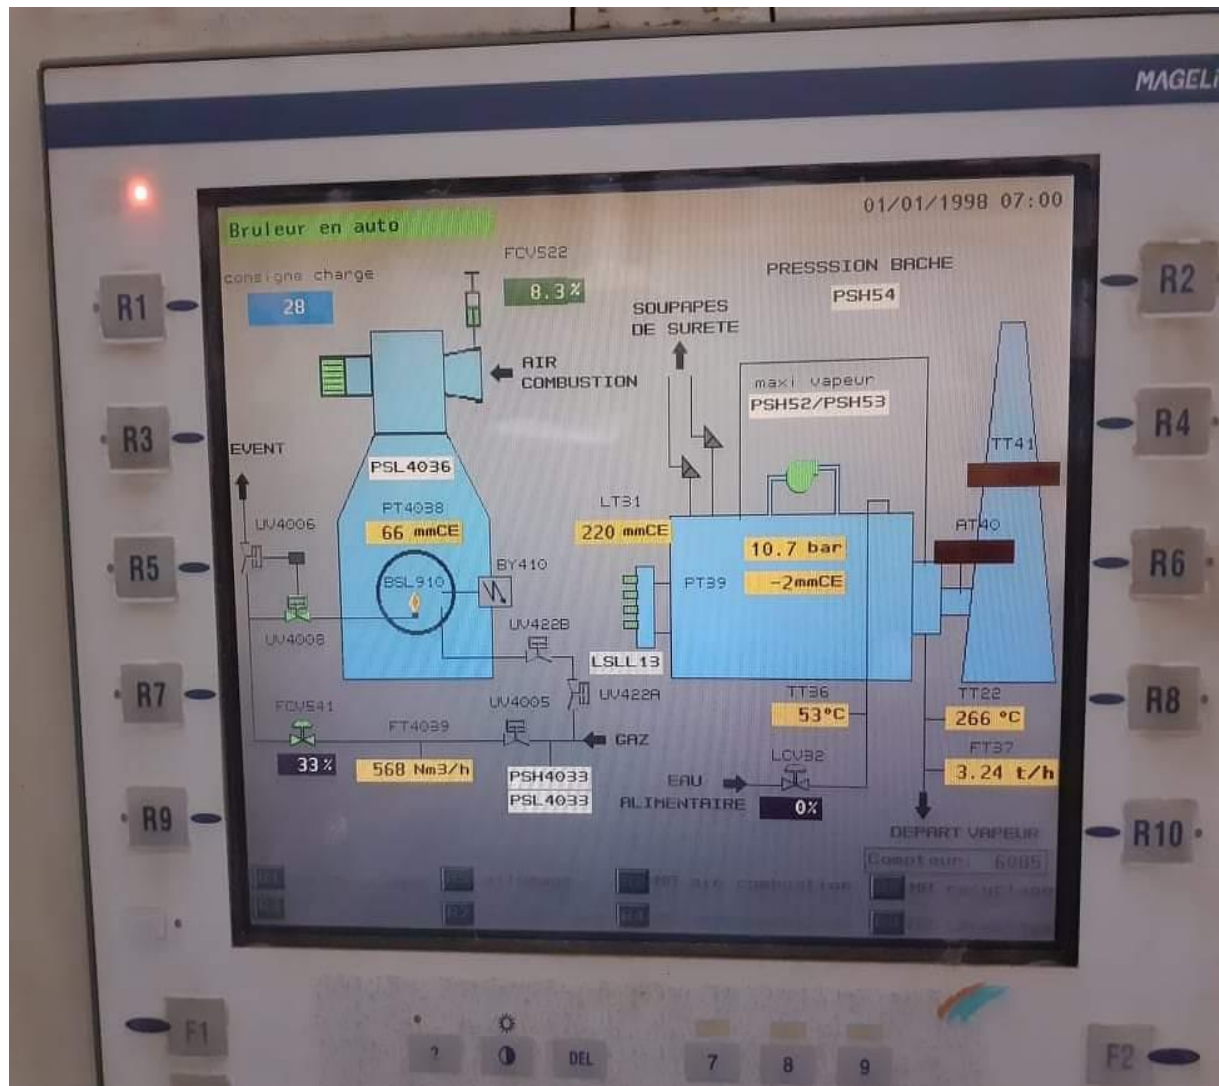 MAGELi
01/01/1998 07:00
Bruleur en auto
FCV522
consigne charge
8.3%
28
PRESSSION BACHE
PSH54
SOUPAPES
DE SURETE
AIR
COMBUSTION
maxi vapeur
PSH52/PSH53
EVENT
PSL4036
TT41
PT4038
66 mmCE
LT31
220 mmCE
UV4006
AT40
10.7 bar
BSL910
BY410
PT39
-2mmCE
UV4008
UV422B
LSLL13
UV422A
UV4005
TT36
53°C
TT22
266 °C
FCV541
FT4039
GAZ
33%
568 Nm3/h
PSH4033
PSL4033
LCV32
FT37
3.24 t/h
EAU
ALIMENTAIRE
0%
DEPART VAPEUR
Compteur: 6085
air combustion
recyclage
R1
R2
R3
R4
R5
R6
R7
R8
R9
R10
F1
?
DEL
7
8
9
F2